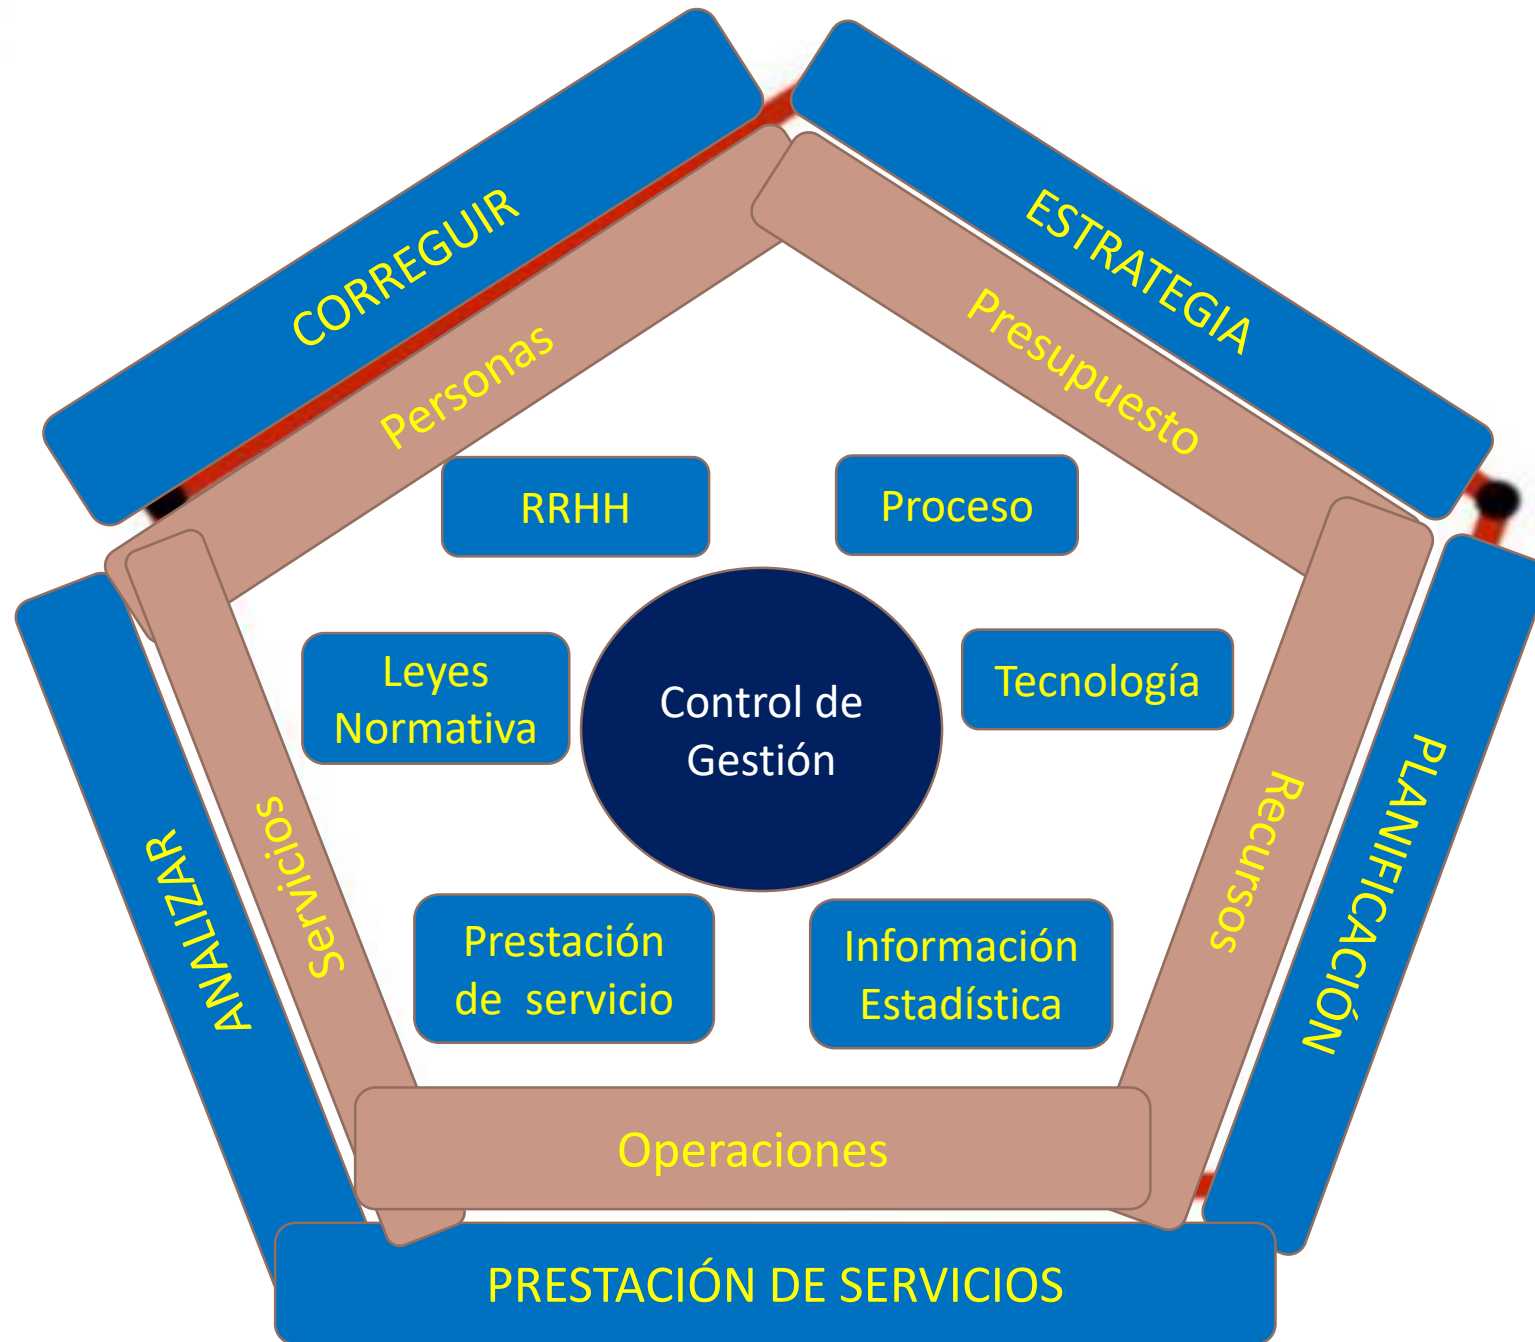 CORREGUIR
ESTRATEGIA
Personas
Presupuesto
RRHH
Proceso
Leyes
Normativa
Control de
Gestión
Tecnología
ANALIZAR
Servicios
Recursos
PLANIFICACIÓN
Prestación
de servicio
Información
Estadística
Operaciones
PRESTACIÓN DE SERVICIOS